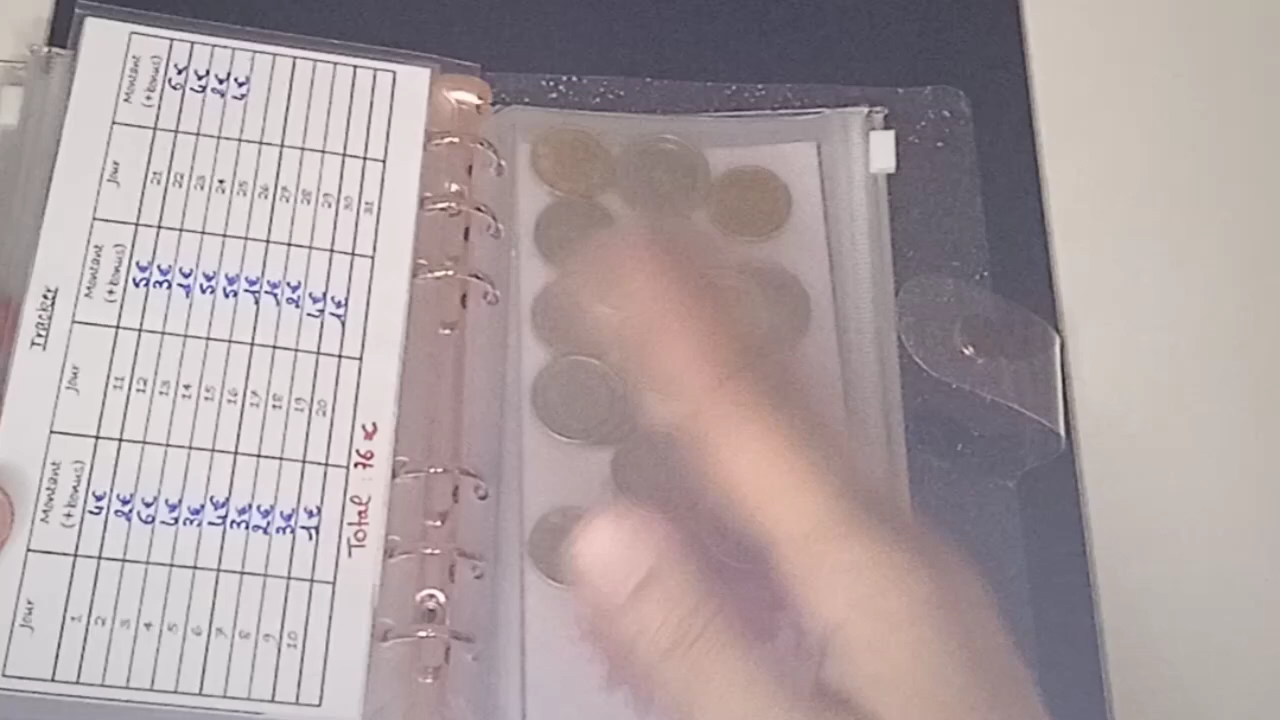 Tracker
Jour Montant (+bonus) Jour Montant (+bonus) Jour Montant (+bonus)
1 4€ 11 5€ 21 6€
2 2€ 12 3€ 22 4€
3 6€ 13 1€ 23 2€
4 4€ 14 5€ 24 4€
5 3€ 15 5€ 25
6 4€ 16 1€ 26
7 3€ 17 1€ 27
8 2€ 18 2€ 28
9 3€ 19 4€ 29
10 1€ 20 1€ 30
31
Total : 76 €